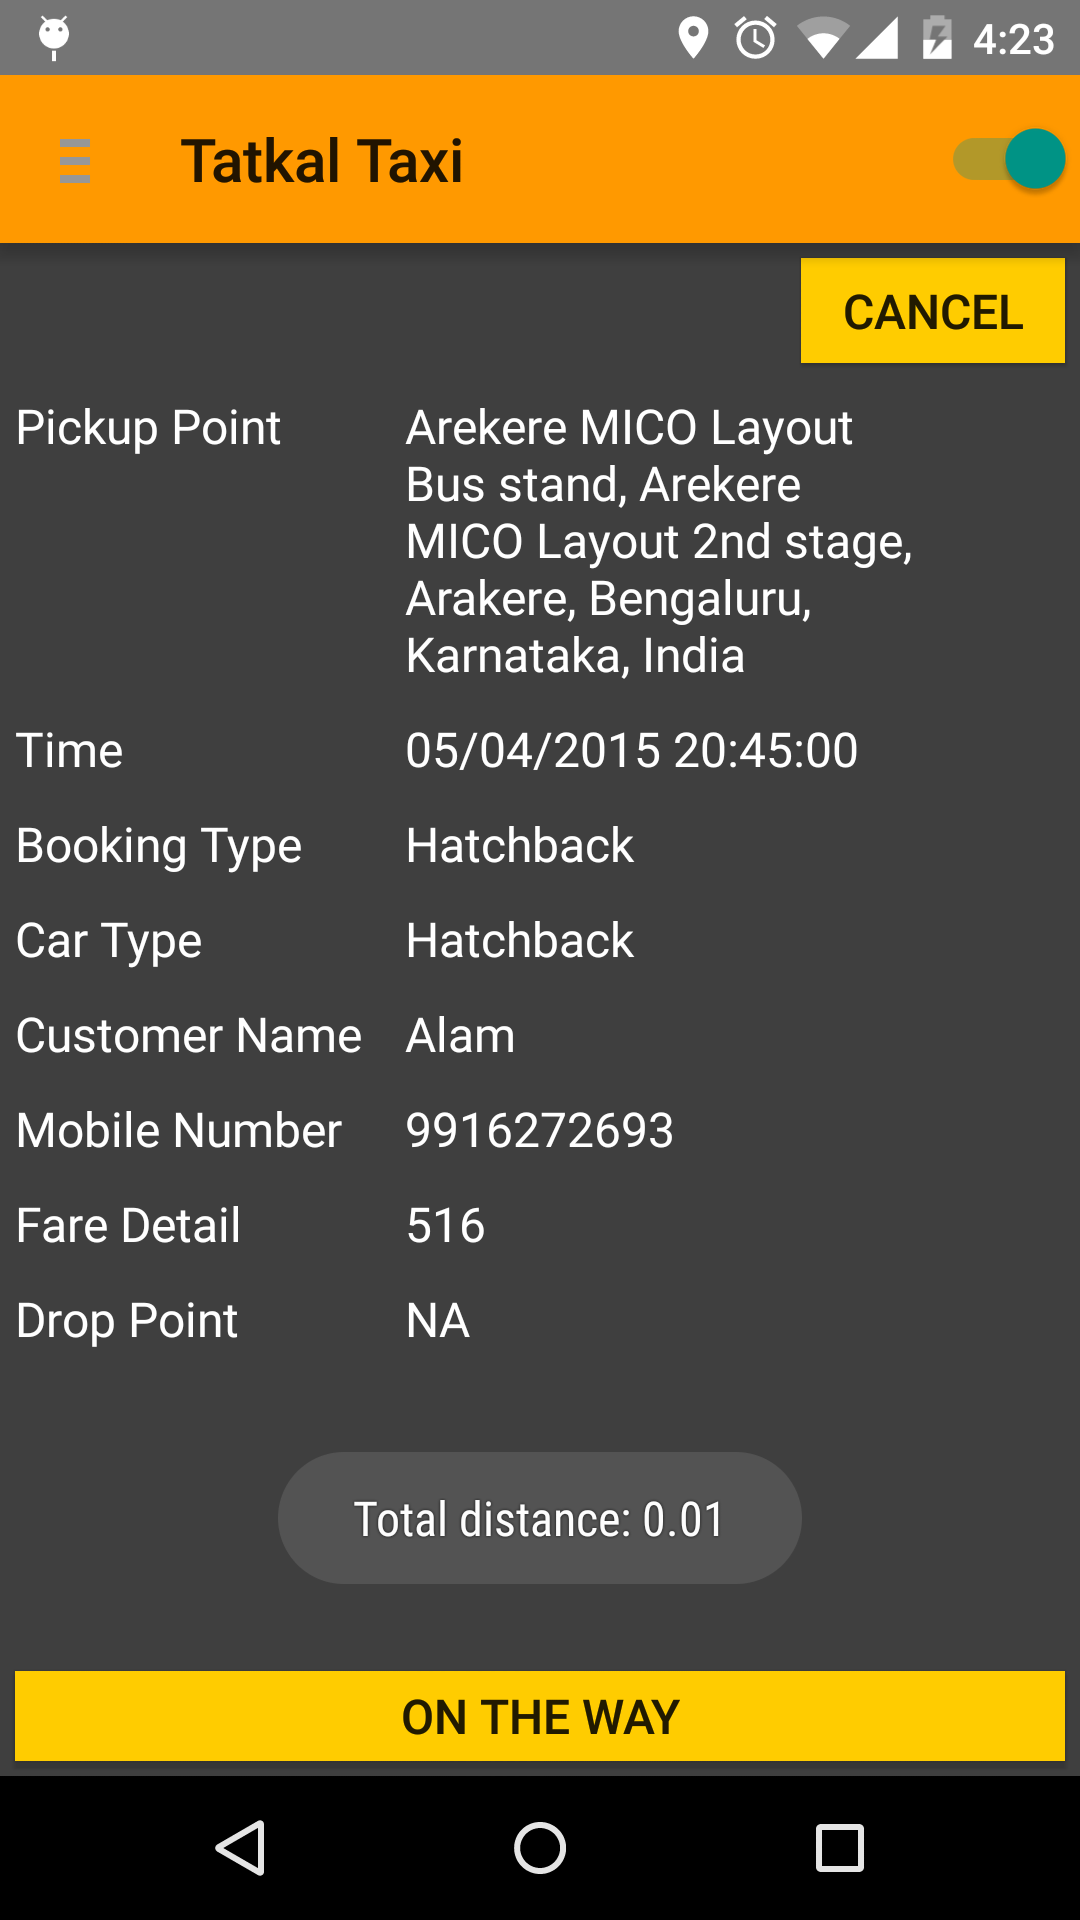 4:23
Tatkal Taxi
CANCEL
Pickup Point
Arekere MICO Layout
Bus stand, Arekere
MICO Layout 2nd stage,
Arakere, Bengaluru,
Karnataka, India
Time
05/04/2015 20:45:00
Booking Type
Hatchback
Car Type
Hatchback
Customer Name
Alam
Mobile Number
9916272693
Fare Detail
516
Drop Point
NA
Total distance: 0.01
ON THE WAY